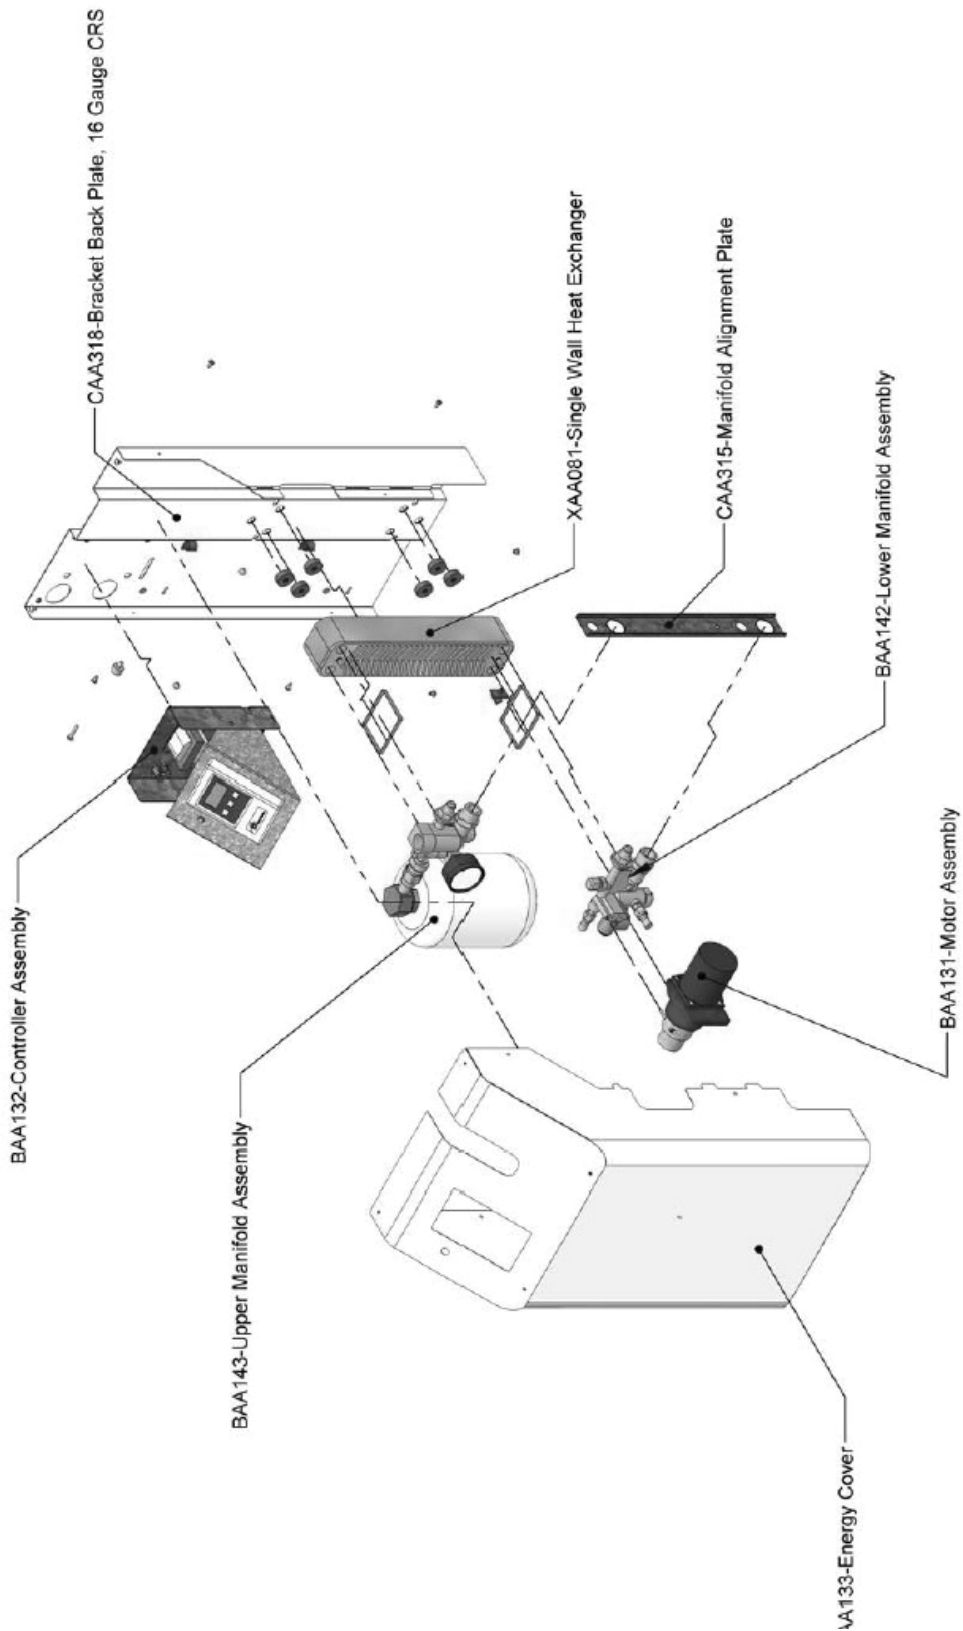 BAA132-Controller Assembly
CAA318-Bracket Back Plate, 16 Gauge CRS
BAA143-Upper Manifold Assembly
XAA081-Single Wall Heat Exchanger
CAA315-Manifold Alignment Plate
BAA142-Lower Manifold Assembly
BAA131-Motor Assembly
AA133-Energy Cover